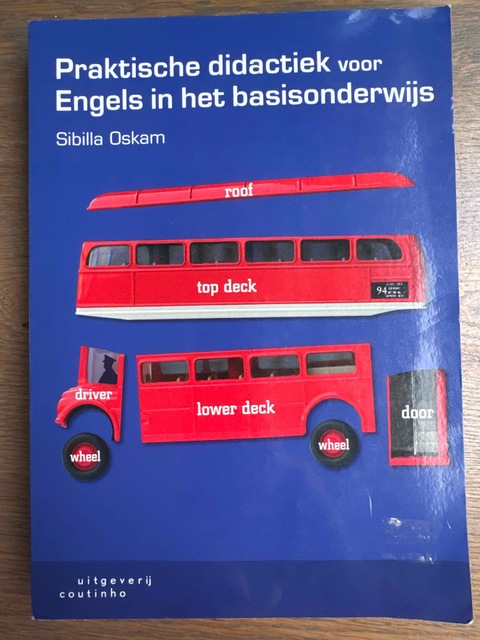 Praktische didactiek voor
Engels in het basisonderwijs
Sibilla Oskam
roof
top deck
94
driver
lower deck
door
wheel
wheel
uitgeverij
coutinho